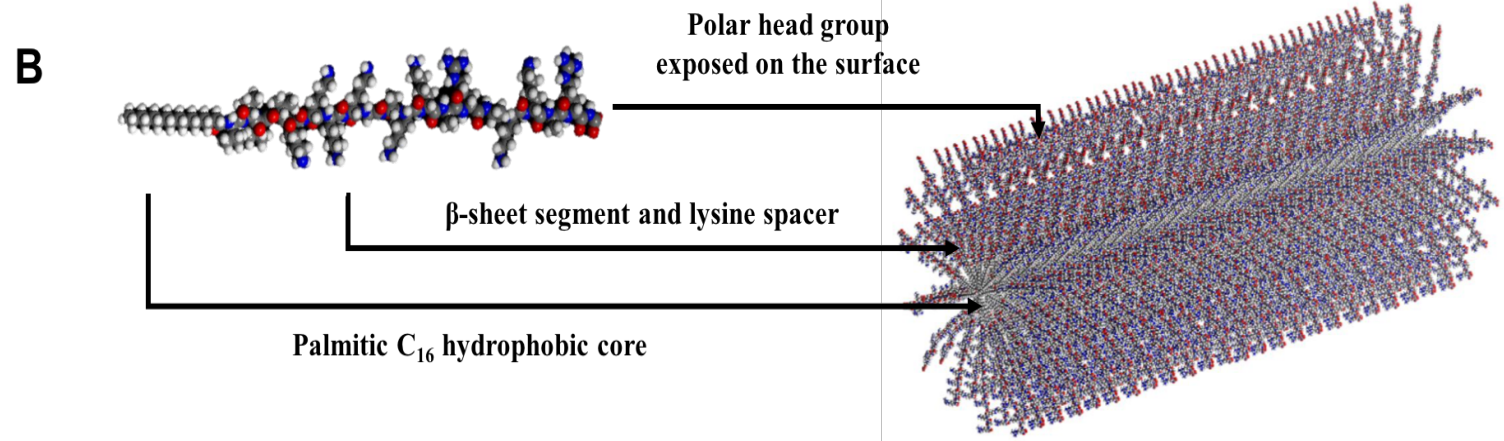 B
Polar head group
exposed on the surface
β-sheet segment and lysine spacer
Palmitic C₁₆ hydrophobic core